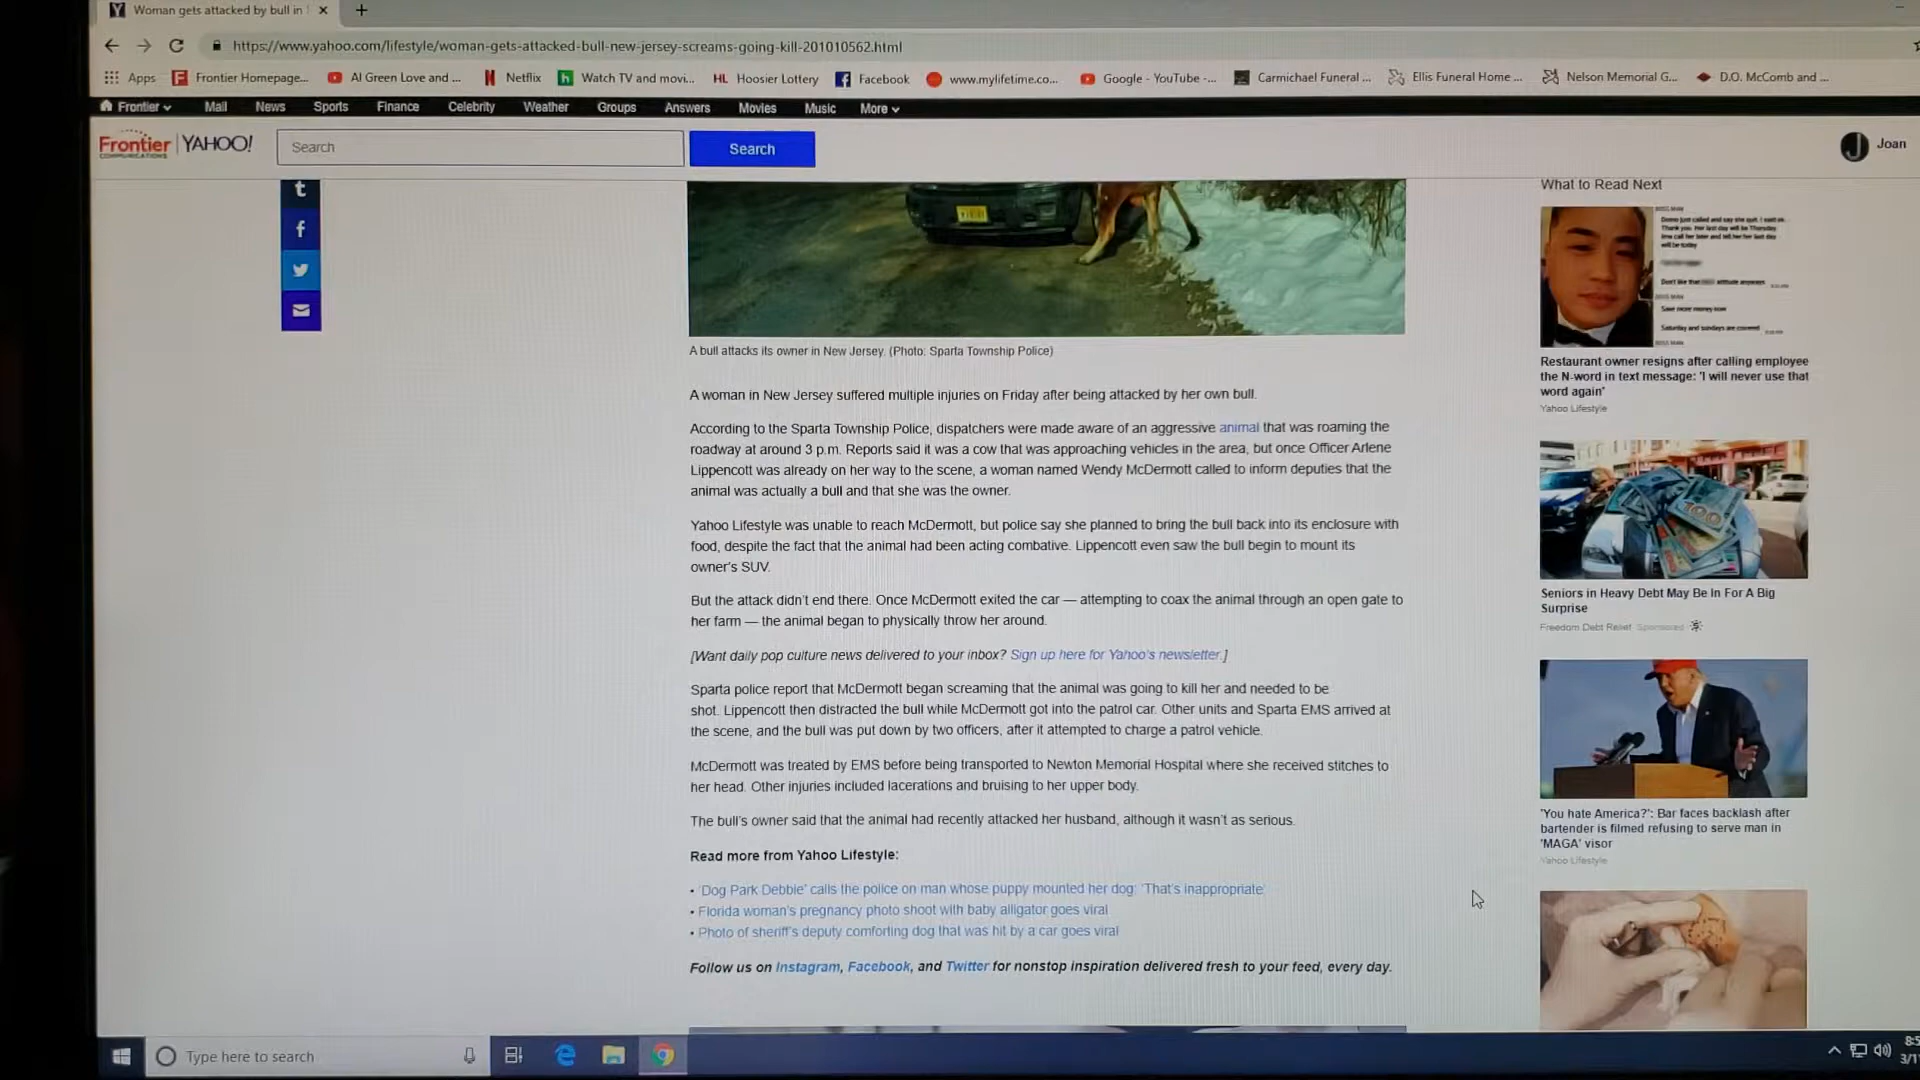 Woman gets attacked by bull in
https://www.yahoo.com/lifestyle/woman-gets-attacked-bull-new-jersey-screams-going-kill-201010562.html
Apps Frontier Homepage... Al Green Love and ... Netflix Watch TV and movi... HL Hoosier Lottery Facebook www.mylifetime.co... Google - YouTube -... Carmichael Funeral ... Ellis Funeral Home ... Nelson Memorial G... D.O. McComb and ...
Frontier Mail News Sports Finance Celebrity Weather Groups Answers Movies Music More
Frontier COMMUNICATIONS YAHOO! Search Search Joan
What to Read Next
A bull attacks its owner in New Jersey. (Photo: Sparta Township Police)
A woman in New Jersey suffered multiple injuries on Friday after being attacked by her own bull.
According to the Sparta Township Police, dispatchers were made aware of an aggressive animal that was roaming the
roadway at around 3 p.m. Reports said it was a cow that was approaching vehicles in the area, but once Officer Arlene
Lippencott was already on her way to the scene, a woman named Wendy McDermott called to inform deputies that the
animal was actually a bull and that she was the owner.
Yahoo Lifestyle was unable to reach McDermott, but police say she planned to bring the bull back into its enclosure with
food, despite the fact that the animal had been acting combative. Lippencott even saw the bull begin to mount its
owner's SUV.
But the attack didn't end there. Once McDermott exited the car — attempting to coax the animal through an open gate to
her farm — the animal began to physically throw her around.
[Want daily pop culture news delivered to your inbox? Sign up here for Yahoo's newsletter.]
Sparta police report that McDermott began screaming that the animal was going to kill her and needed to be
shot. Lippencott then distracted the bull while McDermott got into the patrol car. Other units and Sparta EMS arrived at
the scene, and the bull was put down by two officers, after it attempted to charge a patrol vehicle.
McDermott was treated by EMS before being transported to Newton Memorial Hospital where she received stitches to
her head. Other injuries included lacerations and bruising to her upper body.
The bull's owner said that the animal had recently attacked her husband, although it wasn't as serious.
Read more from Yahoo Lifestyle:
• 'Dog Park Debbie' calls the police on man whose puppy mounted her dog: 'That's inappropriate'
• Florida woman's pregnancy photo shoot with baby alligator goes viral
• Photo of sheriff's deputy comforting dog that was hit by a car goes viral
Follow us on Instagram, Facebook, and Twitter for nonstop inspiration delivered fresh to your feed, every day.
Restaurant owner resigns after calling employee
the N-word in text message: 'I will never use that
word again'
Yahoo Lifestyle
Seniors in Heavy Debt May Be In For A Big
Surprise
Freedom Debt Relief Sponsored
'You hate America?': Bar faces backlash after
bartender is filmed refusing to serve man in
'MAGA' visor
Yahoo Lifestyle
Type here to search